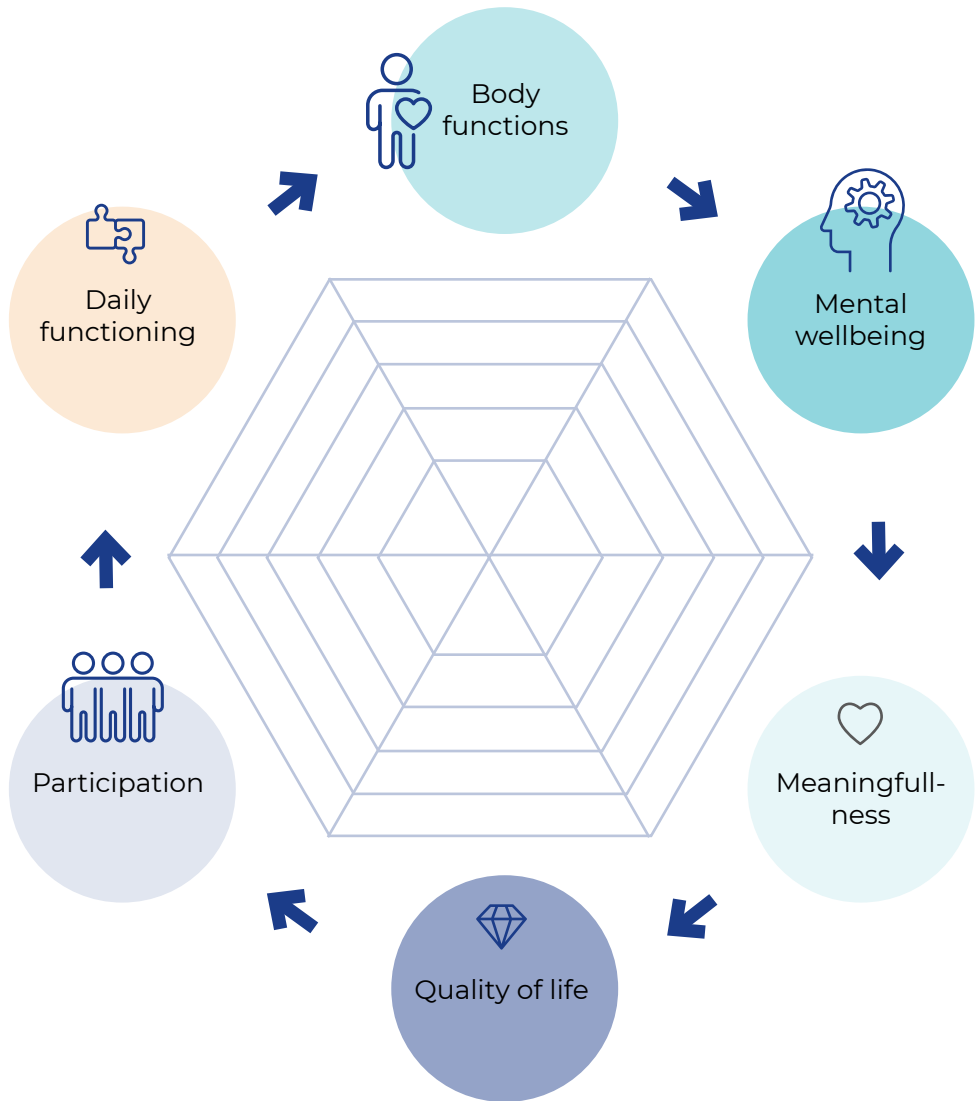 Body
functions
Mental
wellbeing
Meaningfull-
ness
Quality of life
Participation
Daily
functioning